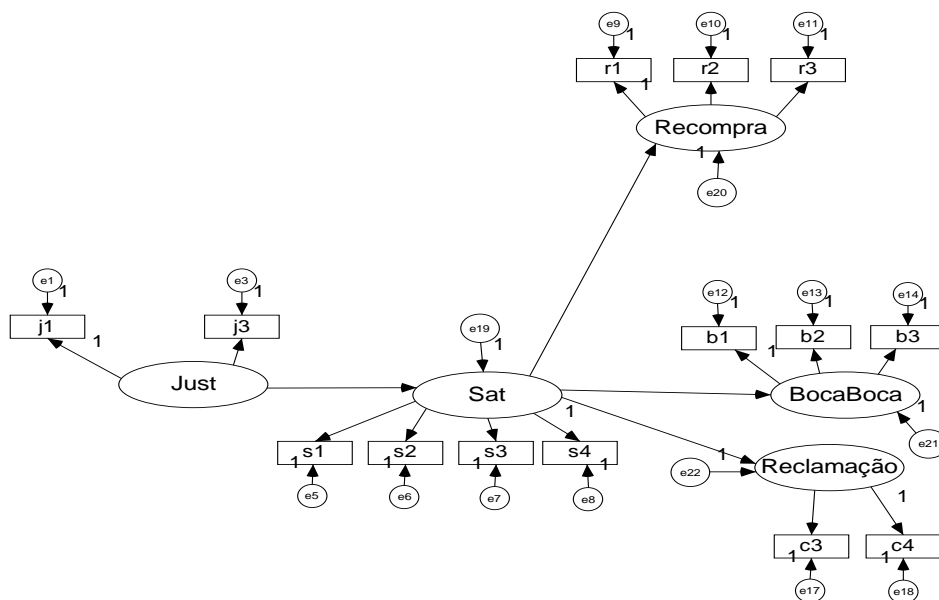 e9 1 e10 1 e11 1
r1 r2 r3
1
Recompra
1
e20
e1 1 e3 1
j1 j3
1
e12 1 e13 1 e14 1
b1 b2 b3
1
e19 1
Just
Sat
BocaBoca
1
1
e21
s1 s2 s3 s4
1 1 1 1
e5 e6 e7 e8
1
e22
Reclamação
1
c3 c4
1 1
e17 e18